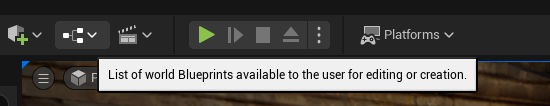 Platforms
List of world Blueprints available to the user for editing or creation.